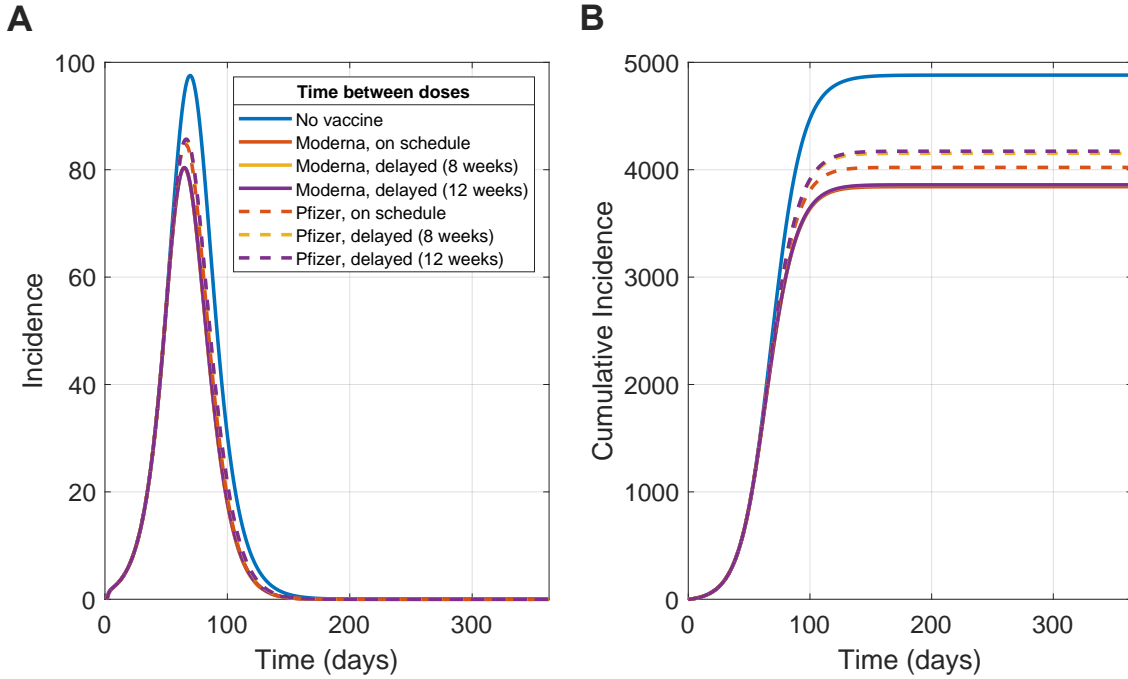 A
Incidence
100
80
60
40
20
0
0
100
200
300
Time (days)
Time between doses
No vaccine
Moderna, on schedule
Moderna, delayed (8 weeks)
Moderna, delayed (12 weeks)
Pfizer, on schedule
Pfizer, delayed (8 weeks)
Pfizer, delayed (12 weeks)
B
Cumulative Incidence
5000
4000
3000
2000
1000
0
0
100
200
300
Time (days)